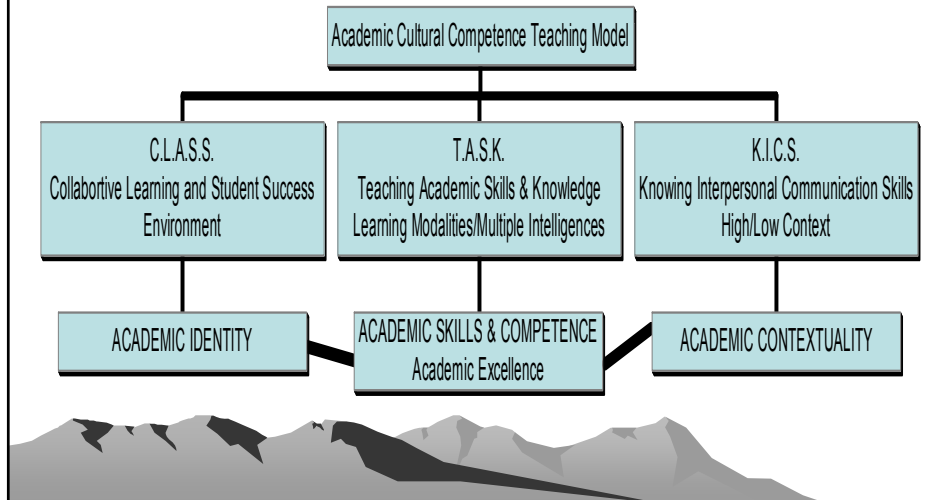 Academic Cultural Competence Teaching Model
C.L.A.S.S.
Collabortive Learning and Student Success
Environment
T.A.S.K.
Teaching Academic Skills & Knowledge
Learning Modalities/Multiple Intelligences
K.I.C.S.
Knowing Interpersonal Communication Skills
High/Low Context
ACADEMIC IDENTITY
ACADEMIC SKILLS & COMPETENCE
Academic Excellence
ACADEMIC CONTEXTUALITY